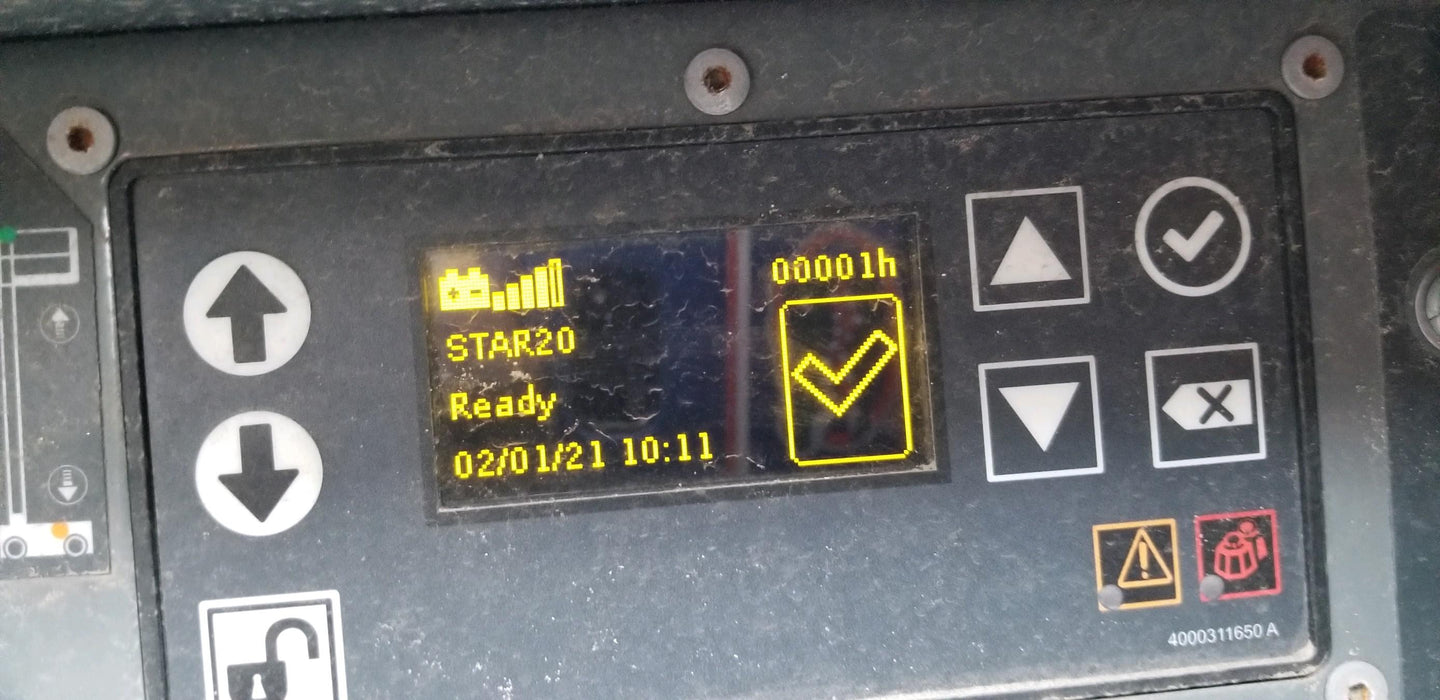 00001h
STAR20
Ready
02/01/21 10:11
4000311650 A